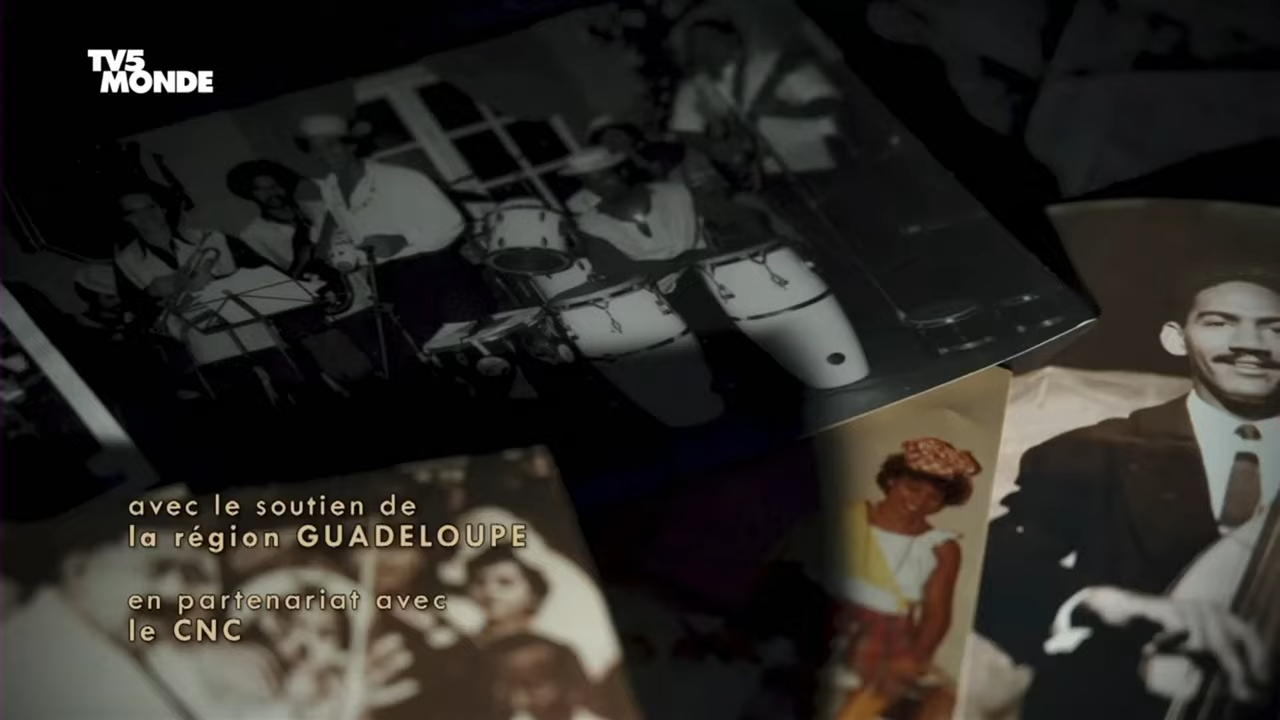 TV5
MONDE
avec le soutien de
la région GUADELOUPE
en partenariat avec
le CNC